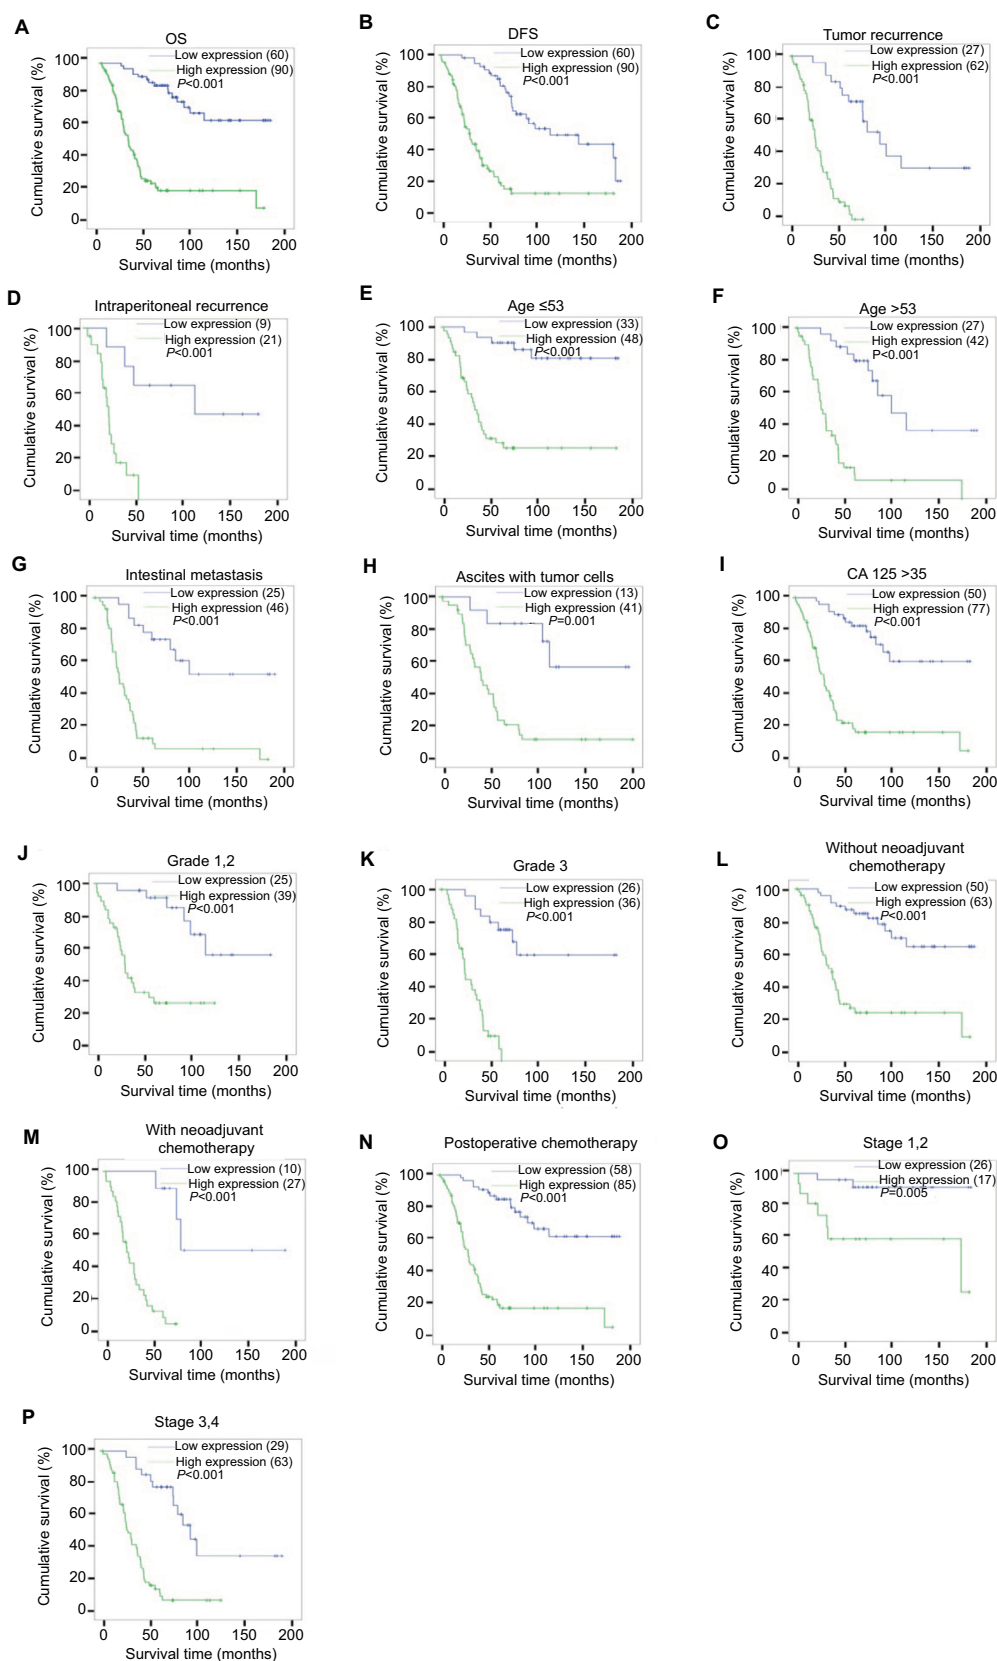 A
OS
Low expression (60)
High expression (90)
P<0.001
Cumulative survival (%)
100
80
60
40
20
0
0 50 100 150 200
Survival time (months)
B
DFS
Low expression (60)
High expression (90)
P<0.001
Cumulative survival (%)
100
80
60
40
20
0
0 50 100 150 200
Survival time (months)
C
Tumor recurrence
Low expression (27)
High expression (62)
P<0.001
Cumulative survival (%)
100
80
60
40
20
0
0 50 100 150 200
Survival time (months)
D
Intraperitoneal recurrence
Low expression (9)
High expression (21)
P<0.001
Cumulative survival (%)
100
80
60
40
20
0
0 50 100 150 200
Survival time (months)
E
Age ≤53
Low expression (33)
High expression (48)
P<0.001
Cumulative survival (%)
100
80
60
40
20
0
0 50 100 150 200
Survival time (months)
F
Age >53
Low expression (27)
High expression (42)
P<0.001
Cumulative survival (%)
100
80
60
40
20
0
0 50 100 150 200
Survival time (months)
G
Intestinal metastasis
Low expression (25)
High expression (46)
P<0.001
Cumulative survival (%)
100
80
60
40
20
0
0 50 100 150 200
Survival time (months)
H
Ascites with tumor cells
Low expression (13)
High expression (41)
P=0.001
Cumulative survival (%)
100
80
60
40
20
0
0 50 100 150 200
Survival time (months)
I
CA 125 >35
Low expression (50)
High expression (77)
P<0.001
Cumulative survival (%)
100
80
60
40
20
0
0 50 100 150 200
Survival time (months)
J
Grade 1,2
Low expression (25)
High expression (39)
P<0.001
Cumulative survival (%)
100
80
60
40
20
0
0 50 100 150 200
Survival time (months)
K
Grade 3
Low expression (26)
High expression (36)
P<0.001
Cumulative survival (%)
100
80
60
40
20
0
0 50 100 150 200
Survival time (months)
L
Without neoadjuvant
chemotherapy
Low expression (50)
High expression (63)
P<0.001
Cumulative survival (%)
100
80
60
40
20
0
0 50 100 150 200
Survival time (months)
M
With neoadjuvant
chemotherapy
Low expression (10)
High expression (27)
P<0.001
Cumulative survival (%)
100
80
60
40
20
0
0 50 100 150 200
Survival time (months)
N
Postoperative chemotherapy
Low expression (58)
High expression (85)
P<0.001
Cumulative survival (%)
100
80
60
40
20
0
0 50 100 150 200
Survival time (months)
O
Stage 1,2
Low expression (26)
High expression (17)
P=0.005
Cumulative survival (%)
100
80
60
40
20
0
0 50 100 150 200
Survival time (months)
P
Stage 3,4
Low expression (29)
High expression (63)
P<0.001
Cumulative survival (%)
100
80
60
40
20
0
0 50 100 150 200
Survival time (months)